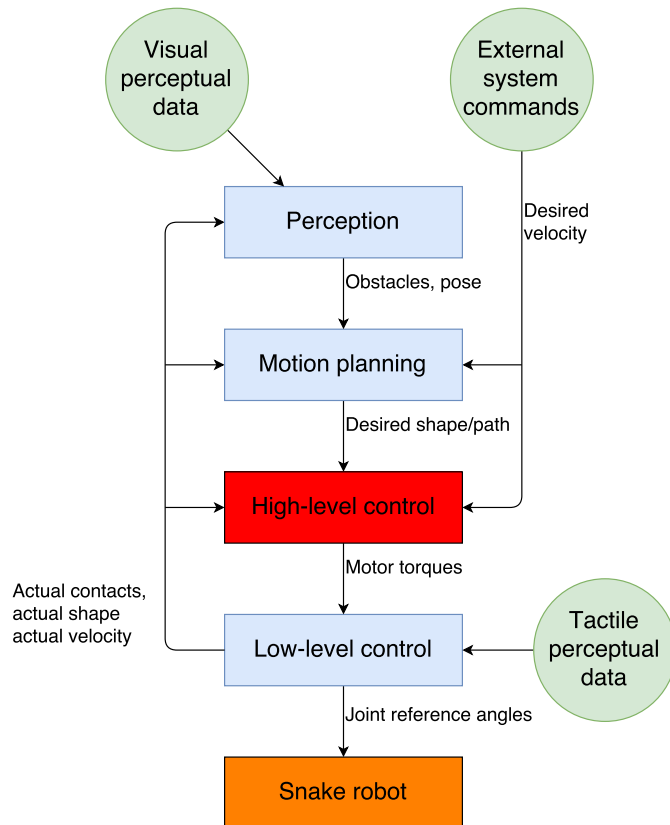 Visual
perceptual
data
External
system
commands
Desired
velocity
Perception
Obstacles, pose
Motion planning
Desired shape/path
High-level control
Motor torques
Actual contacts,
actual shape
actual velocity
Low-level control
Tactile
perceptual
data
Joint reference angles
Snake robot